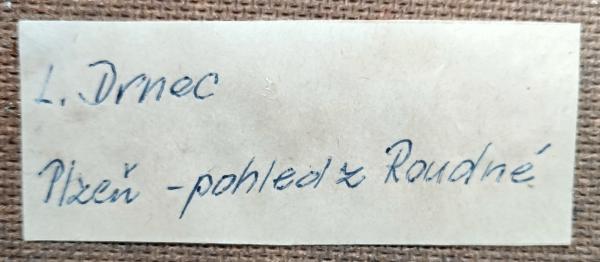 L. Drnec
Plzeň - pohled z Roudné